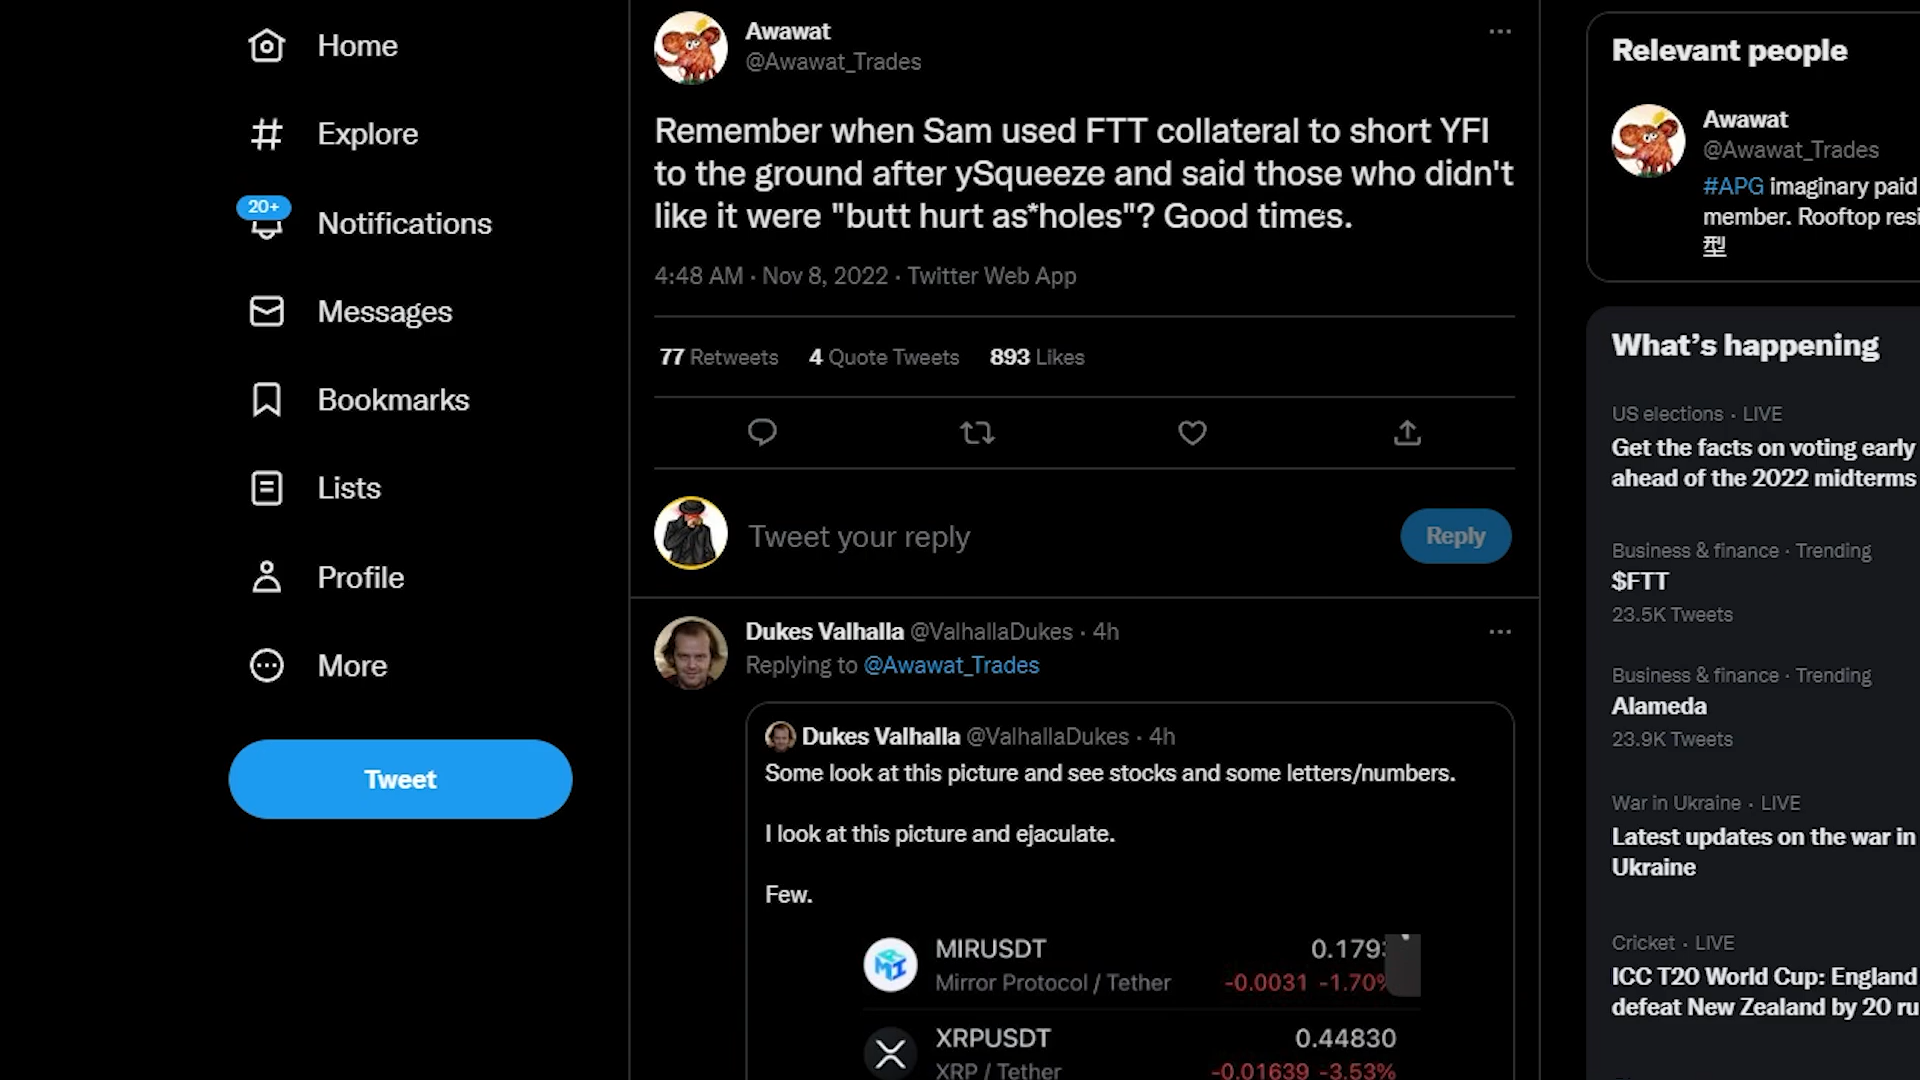 Home
Explore
20+
Notifications
Messages
Bookmarks
Lists
Profile
More
Tweet
Awawat
@Awawat_Trades
Remember when Sam used FTT collateral to short YFI
to the ground after ySqueeze and said those who didn't
like it were "butt hurt as*holes"? Good times.
4:48 AM · Nov 8, 2022 · Twitter Web App
77 Retweets 4 Quote Tweets 893 Likes
Tweet your reply
Reply
Dukes Valhalla @ValhallaDukes · 4h
Replying to @Awawat_Trades
Dukes Valhalla @ValhallaDukes · 4h
Some look at this picture and see stocks and some letters/numbers.
I look at this picture and ejaculate.
Few.
MIRUSDT 0.179
Mirror Protocol / Tether -0.0031 -1.70%
XRPUSDT 0.44830
XRP / Tether -0.01639 -3.53%
Relevant people
Awawat
@Awawat_Trades
#APG imaginary paid
member. Rooftop resi
型
What's happening
US elections · LIVE
Get the facts on voting early
ahead of the 2022 midterms
Business & finance · Trending
$FTT
23.5K Tweets
Business & finance · Trending
Alameda
23.9K Tweets
War in Ukraine · LIVE
Latest updates on the war in
Ukraine
Cricket · LIVE
ICC T20 World Cup: England
defeat New Zealand by 20 ru